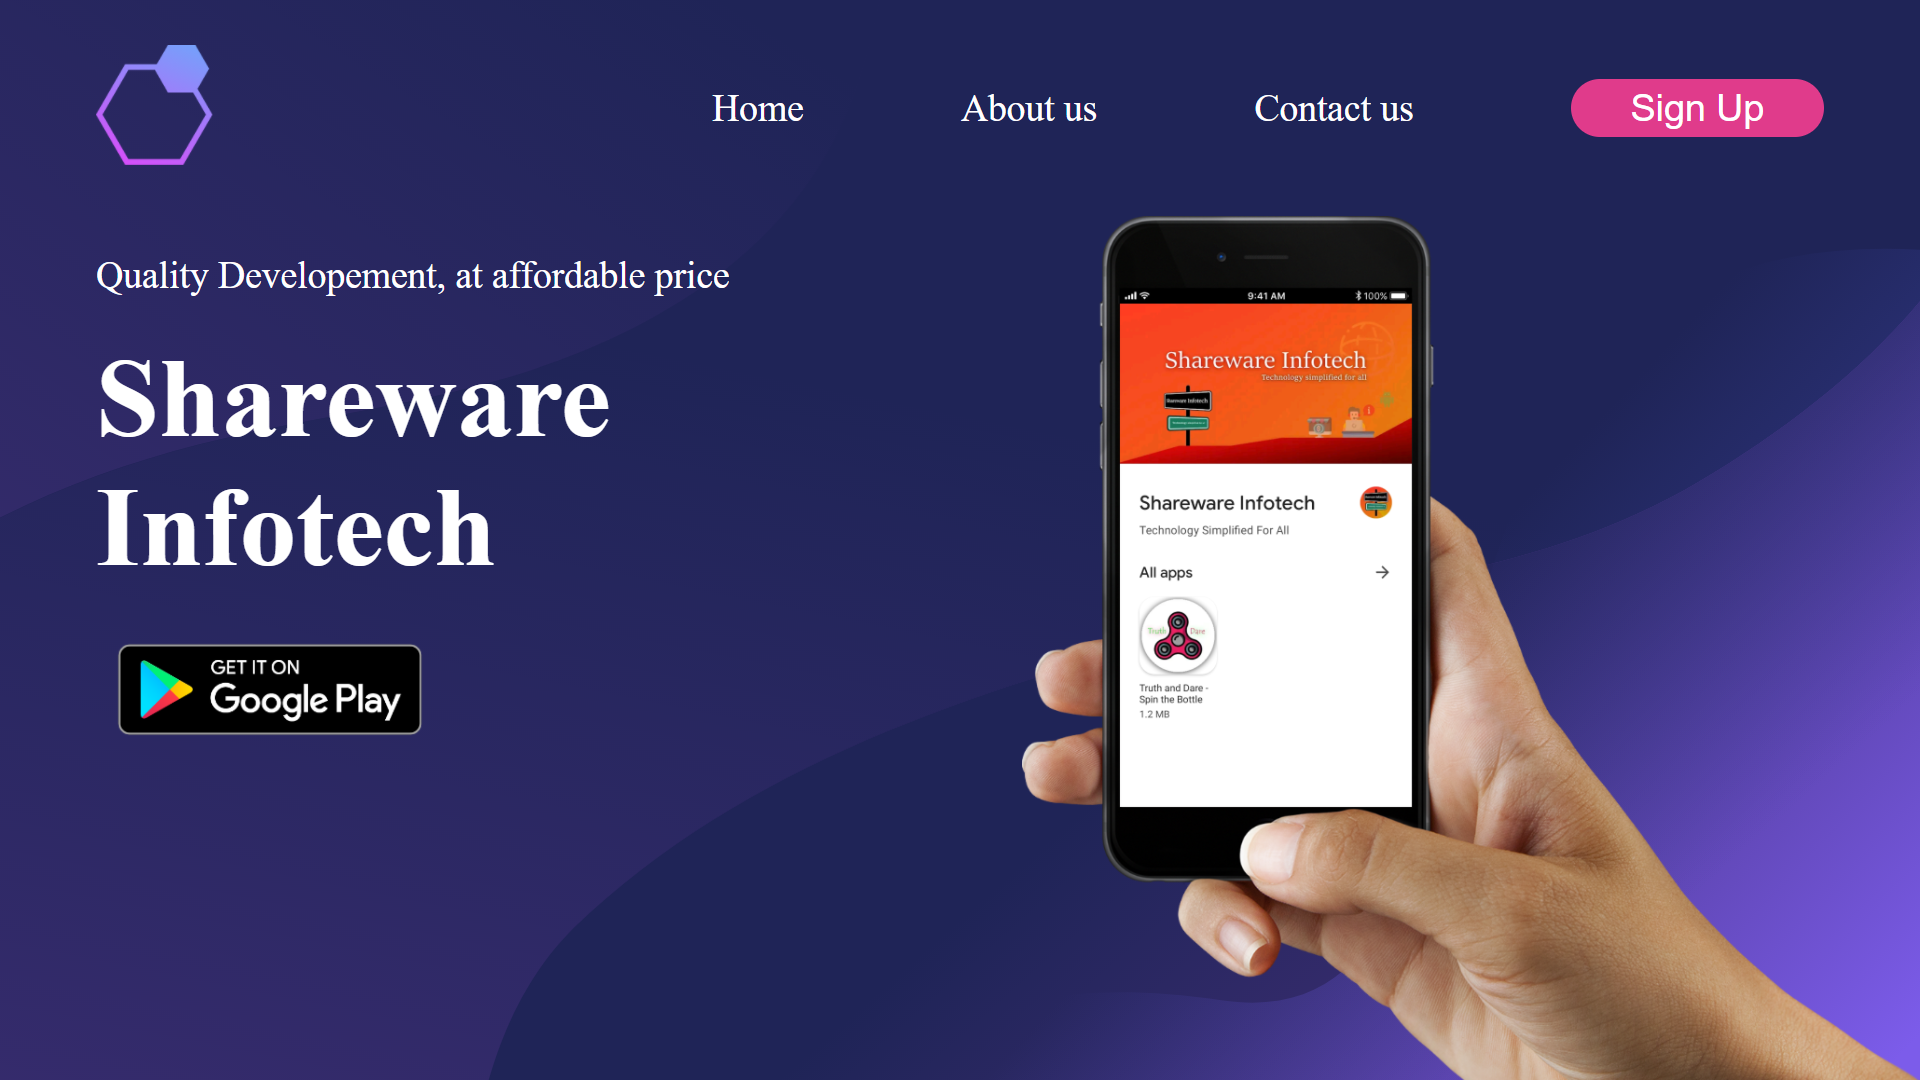 Home
About us
Contact us
Sign Up
Quality Developement, at affordable price
Shareware
Infotech
GET IT ON
Google Play
9:41 AM
100%
Shareware Infotech
Technology simplified for all
Shareware Infotech
Shareware Infotech
Technology Simplified For All
All apps
Truth
Dare
Truth and Dare -
Spin the Bottle
1.2 MB